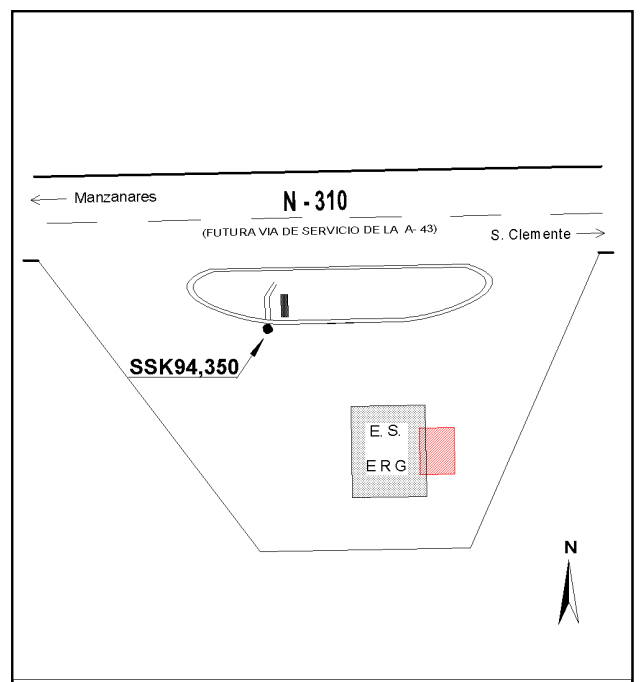 Manzanares
N - 310
(FUTURA VIA DE SERVICIO DE LA A- 43)
S. Clemente
SSK94,350
E. S.
E R G
N